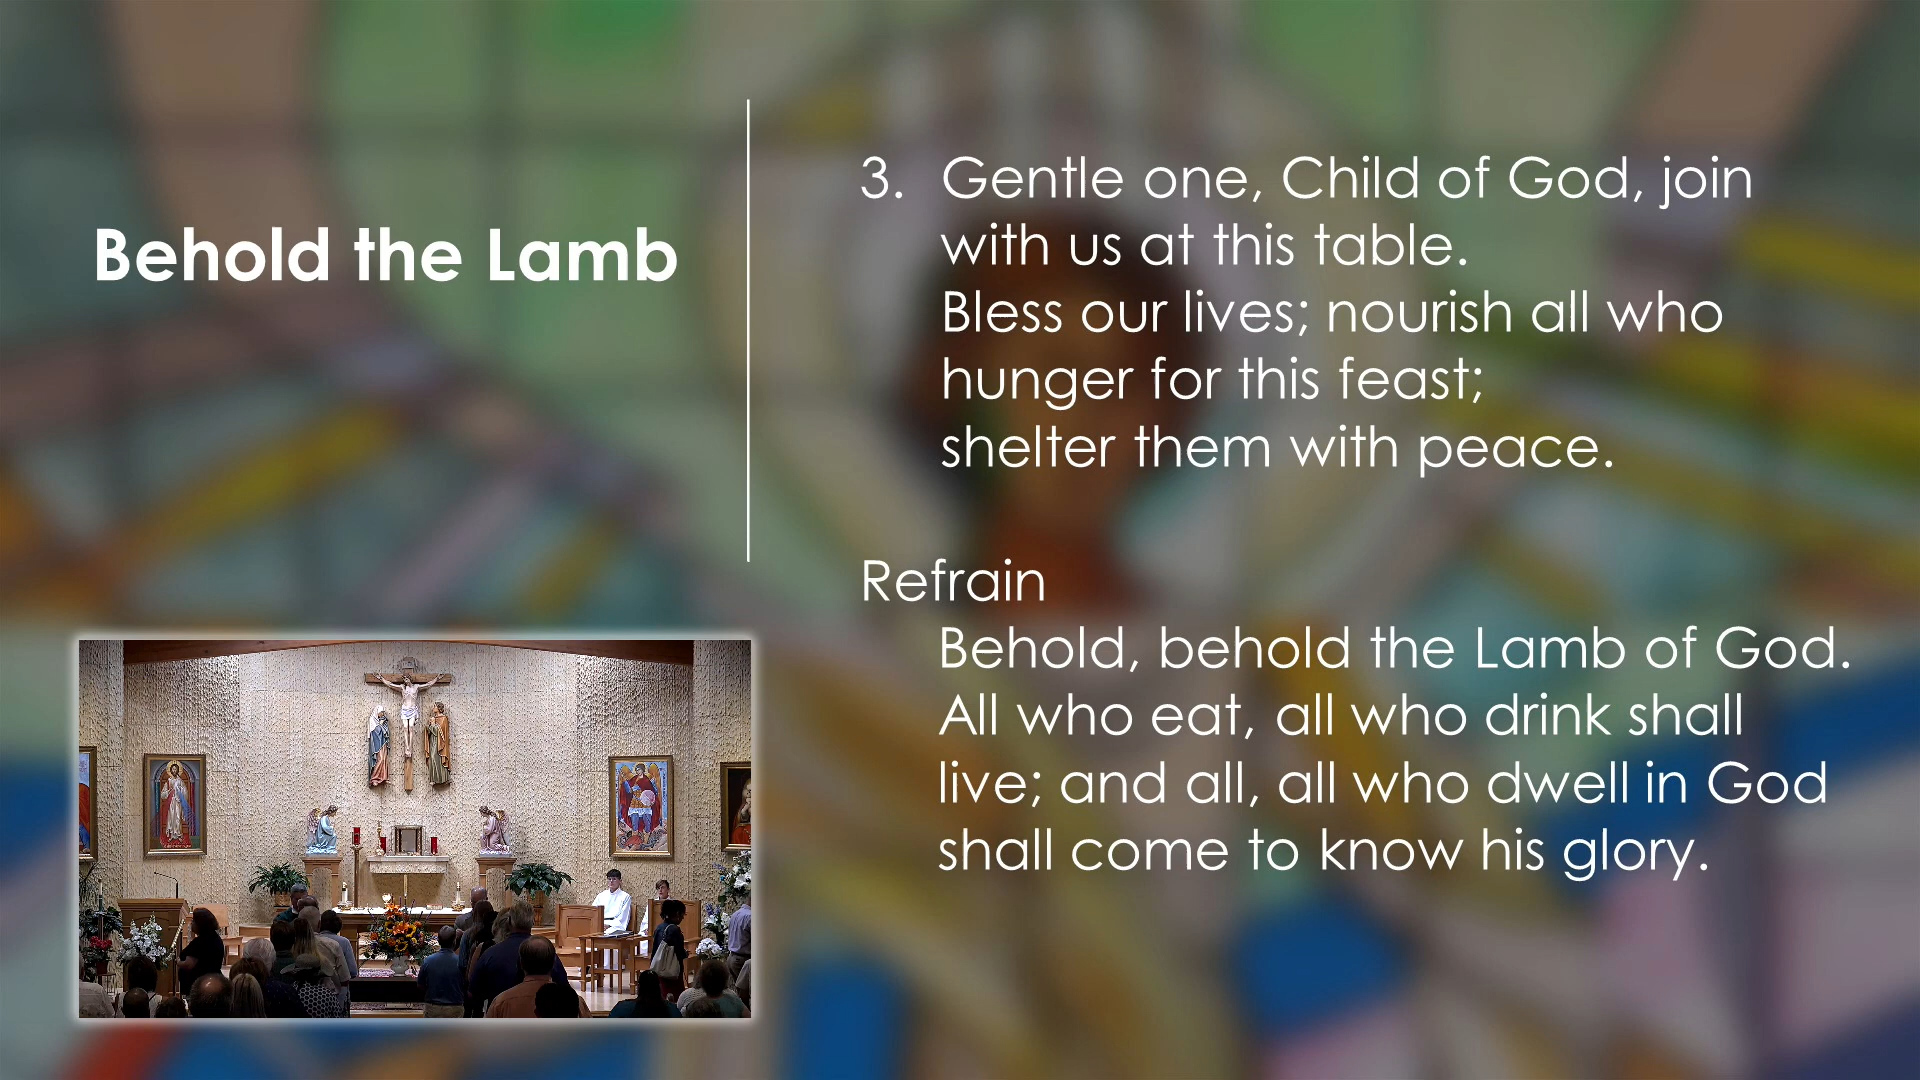 Behold the Lamb
3. Gentle one, Child of God, join
with us at this table.
Bless our lives; nourish all who
hunger for this feast;
shelter them with peace.
Refrain
Behold, behold the Lamb of God.
All who eat, all who drink shall
live; and all, all who dwell in God
shall come to know his glory.